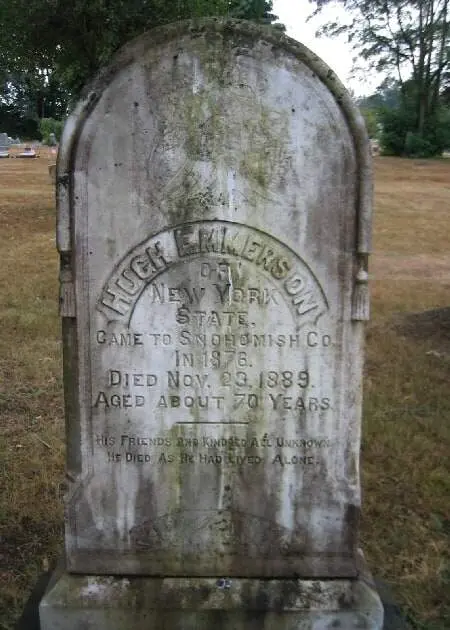 HUGH EMMERSON
OF
NEW YORK
STATE,
CAME TO SNOHOMISH CO.
IN 1876.
DIED NOV. 29. 1889.
AGED ABOUT 70 YEARS.
HIS FRIENDS AND KINDRED ALL UNKNOWN
HE DIED AS HE HAD LIVED ALONE.